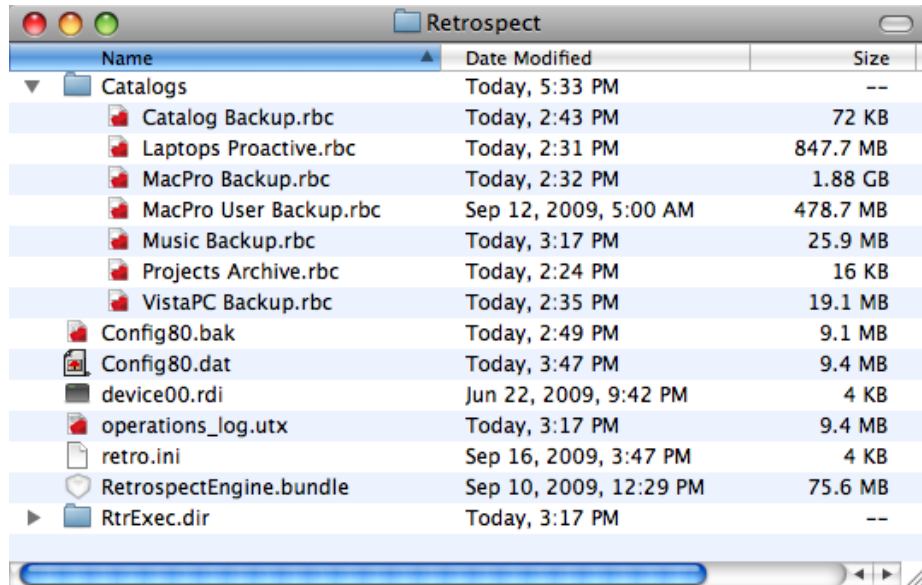 Retrospect
Name Date Modified Size
Catalogs Today, 5:33 PM --
Catalog Backup.rbc Today, 2:43 PM 72 KB
Laptops Proactive.rbc Today, 2:31 PM 847.7 MB
MacPro Backup.rbc Today, 2:32 PM 1.88 GB
MacPro User Backup.rbc Sep 12, 2009, 5:00 AM 478.7 MB
Music Backup.rbc Today, 3:17 PM 25.9 MB
Projects Archive.rbc Today, 2:24 PM 16 KB
VistaPC Backup.rbc Today, 2:35 PM 19.1 MB
Config80.bak Today, 2:49 PM 9.1 MB
Config80.dat Today, 3:47 PM 9.4 MB
device00.rdi Jun 22, 2009, 9:42 PM 4 KB
operations_log.utx Today, 3:17 PM 9.4 MB
retro.ini Sep 16, 2009, 3:47 PM 4 KB
RetrospectEngine.bundle Sep 10, 2009, 12:29 PM 75.6 MB
RtrExec.dir Today, 3:17 PM --